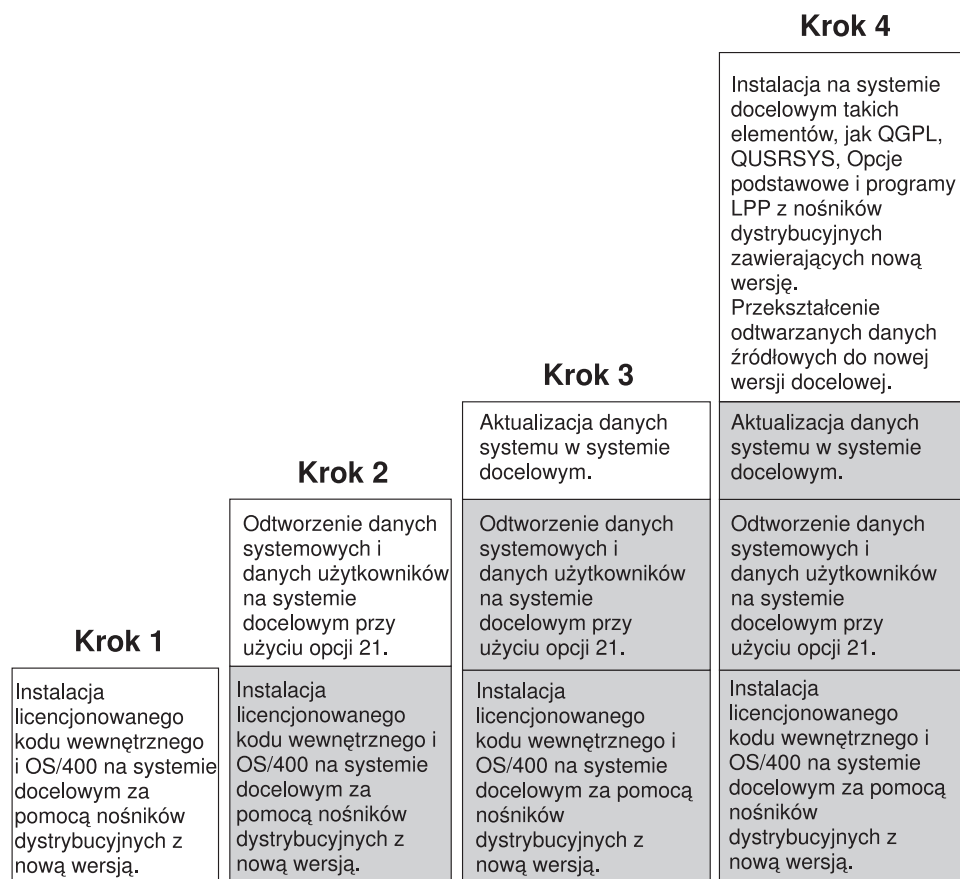 Krok 1
Instalacja
licencjonowanego
kodu wewnętrznego
i OS/400 na systemie
docelowym za
pomocą nośników
dystrybucyjnych z
nową wersją.
Krok 2
Odtworzenie danych
systemowych i
danych użytkowników
na systemie
docelowym przy
użyciu opcji 21.
Instalacja
licencjonowanego
kodu wewnętrznego i
OS/400 na systemie
docelowym za
pomocą nośników
dystrybucyjnych z
nową wersją.
Krok 3
Aktualizacja danych
systemu w systemie
docelowym.
Odtworzenie danych
systemowych i
danych użytkowników
na systemie
docelowym przy
użyciu opcji 21.
Instalacja
licencjonowanego
kodu wewnętrznego i
OS/400 na systemie
docelowym za pomocą
nośników
dystrybucyjnych z
nową wersją.
Krok 4
Instalacja na systemie
docelowym takich
elementów, jak QGPL,
QUSRSYS, Opcje
podstawowe i programy
LPP z nośników
dystrybucyjnych
zawierających nową
wersję.
Przekształcenie
odtwarzanych danych
źródłowych do nowej
wersji docelowej.
Aktualizacja danych
systemu w systemie
docelowym.
Odtworzenie danych
systemowych i
danych użytkowników
na systemie
docelowym przy
użyciu opcji 21.
Instalacja
licencjonowanego
kodu wewnętrznego i
OS/400 na systemie
docelowym za pomocą
nośników
dystrybucyjnych z
nową wersją.